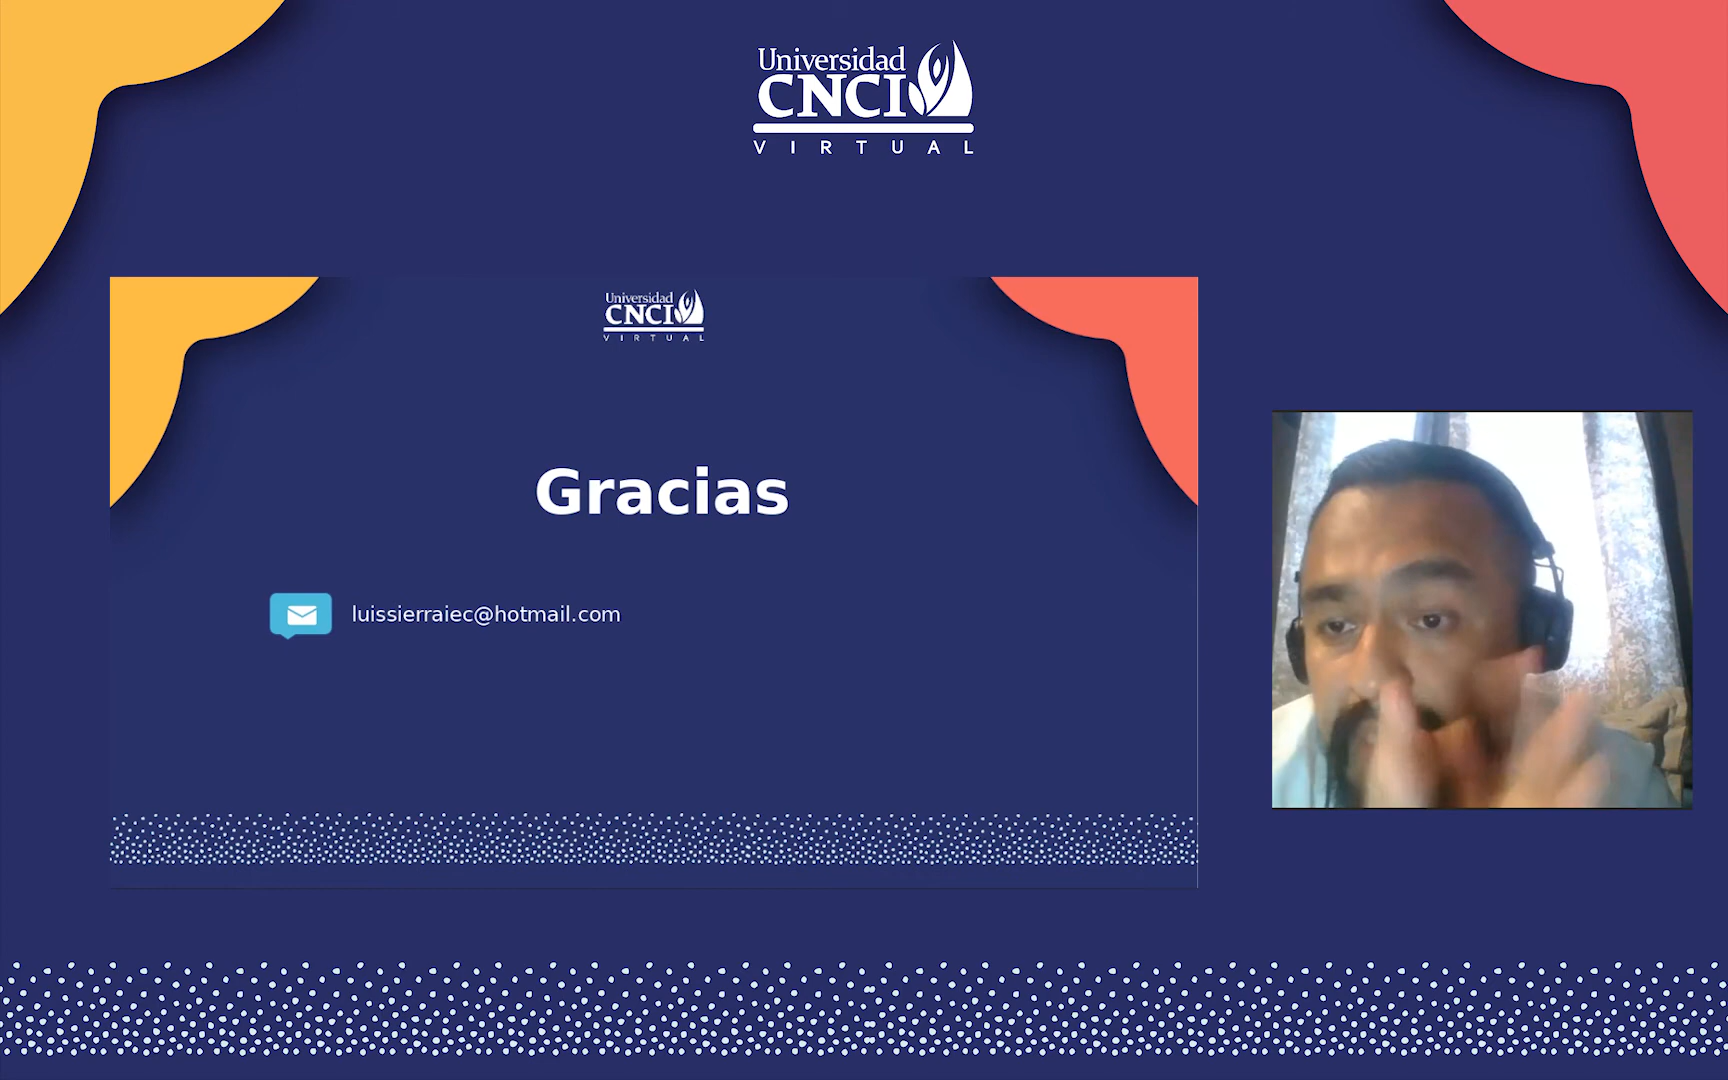 Universidad
CNCI
VIRTUAL
Universidad
CNCI
VIRTUAL
Gracias
luissierraiec@hotmail.com